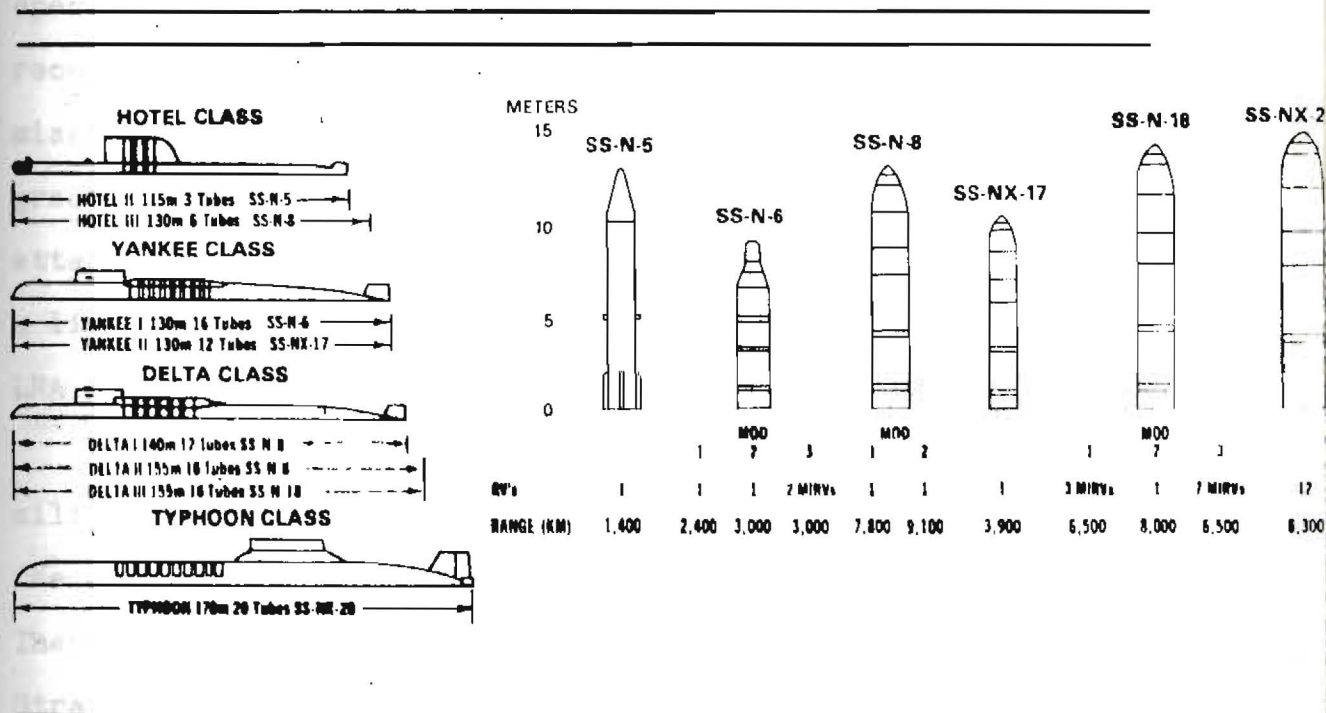 HOTEL CLASS
HOTEL II 115m 3 Tubes SS-N-5
HOTEL III 130m 6 Tubes SS-N-8
YANKEE CLASS
YANKEE I 130m 16 Tubes SS-N-6
YANKEE II 130m 12 Tubes SS-NX-17
DELTA CLASS
DELTA I 140m 17 Tubes SS N 8
DELTA II 155m 16 Tubes SS N 8
DELTA III 155m 16 Tubes SS N 18
TYPHOON CLASS
TYPHOON 170m 20 Tubes SS-NX-20
METERS
15
10
5
0
SS-N-5
SS-N-6
SS-N-8
SS-NX-17
SS-N-18
SS-NX-2
MOD MOD MOD
1 2 3 1 2 1 2 3
RV's 1 1 1 2 MIRVs 1 1 1 3 MIRVs 1 7 MIRVs 12
RANGE (KM) 1,400 2,400 3,000 3,000 7,800 9,100 3,900 6,500 8,000 6,500 8,300